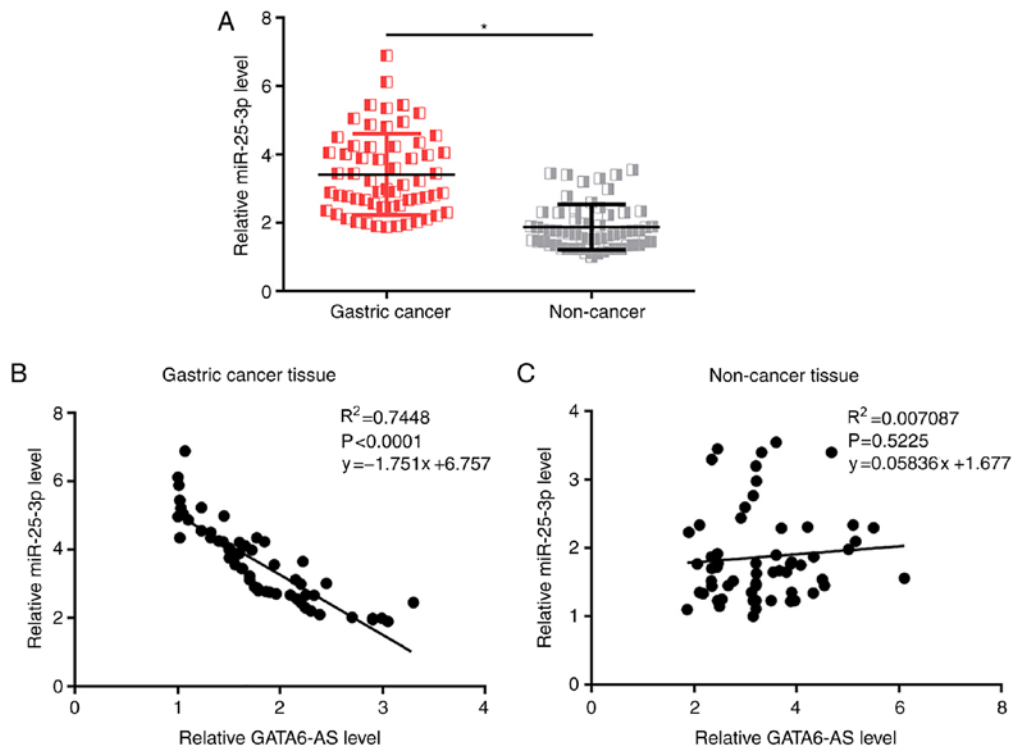 A
*
Relative miR-25-3p level
8
6
4
2
0
Gastric cancer
Non-cancer
B
Gastric cancer tissue
R²=0.7448
P<0.0001
y=−1.751x+6.757
Relative miR-25-3p level
8
6
4
2
0
0
1
2
3
4
Relative GATA6-AS level
C
Non-cancer tissue
R²=0.007087
P=0.5225
y=0.05836x+1.677
Relative miR-25-3p level
4
3
2
1
0
0
2
4
6
8
Relative GATA6-AS level